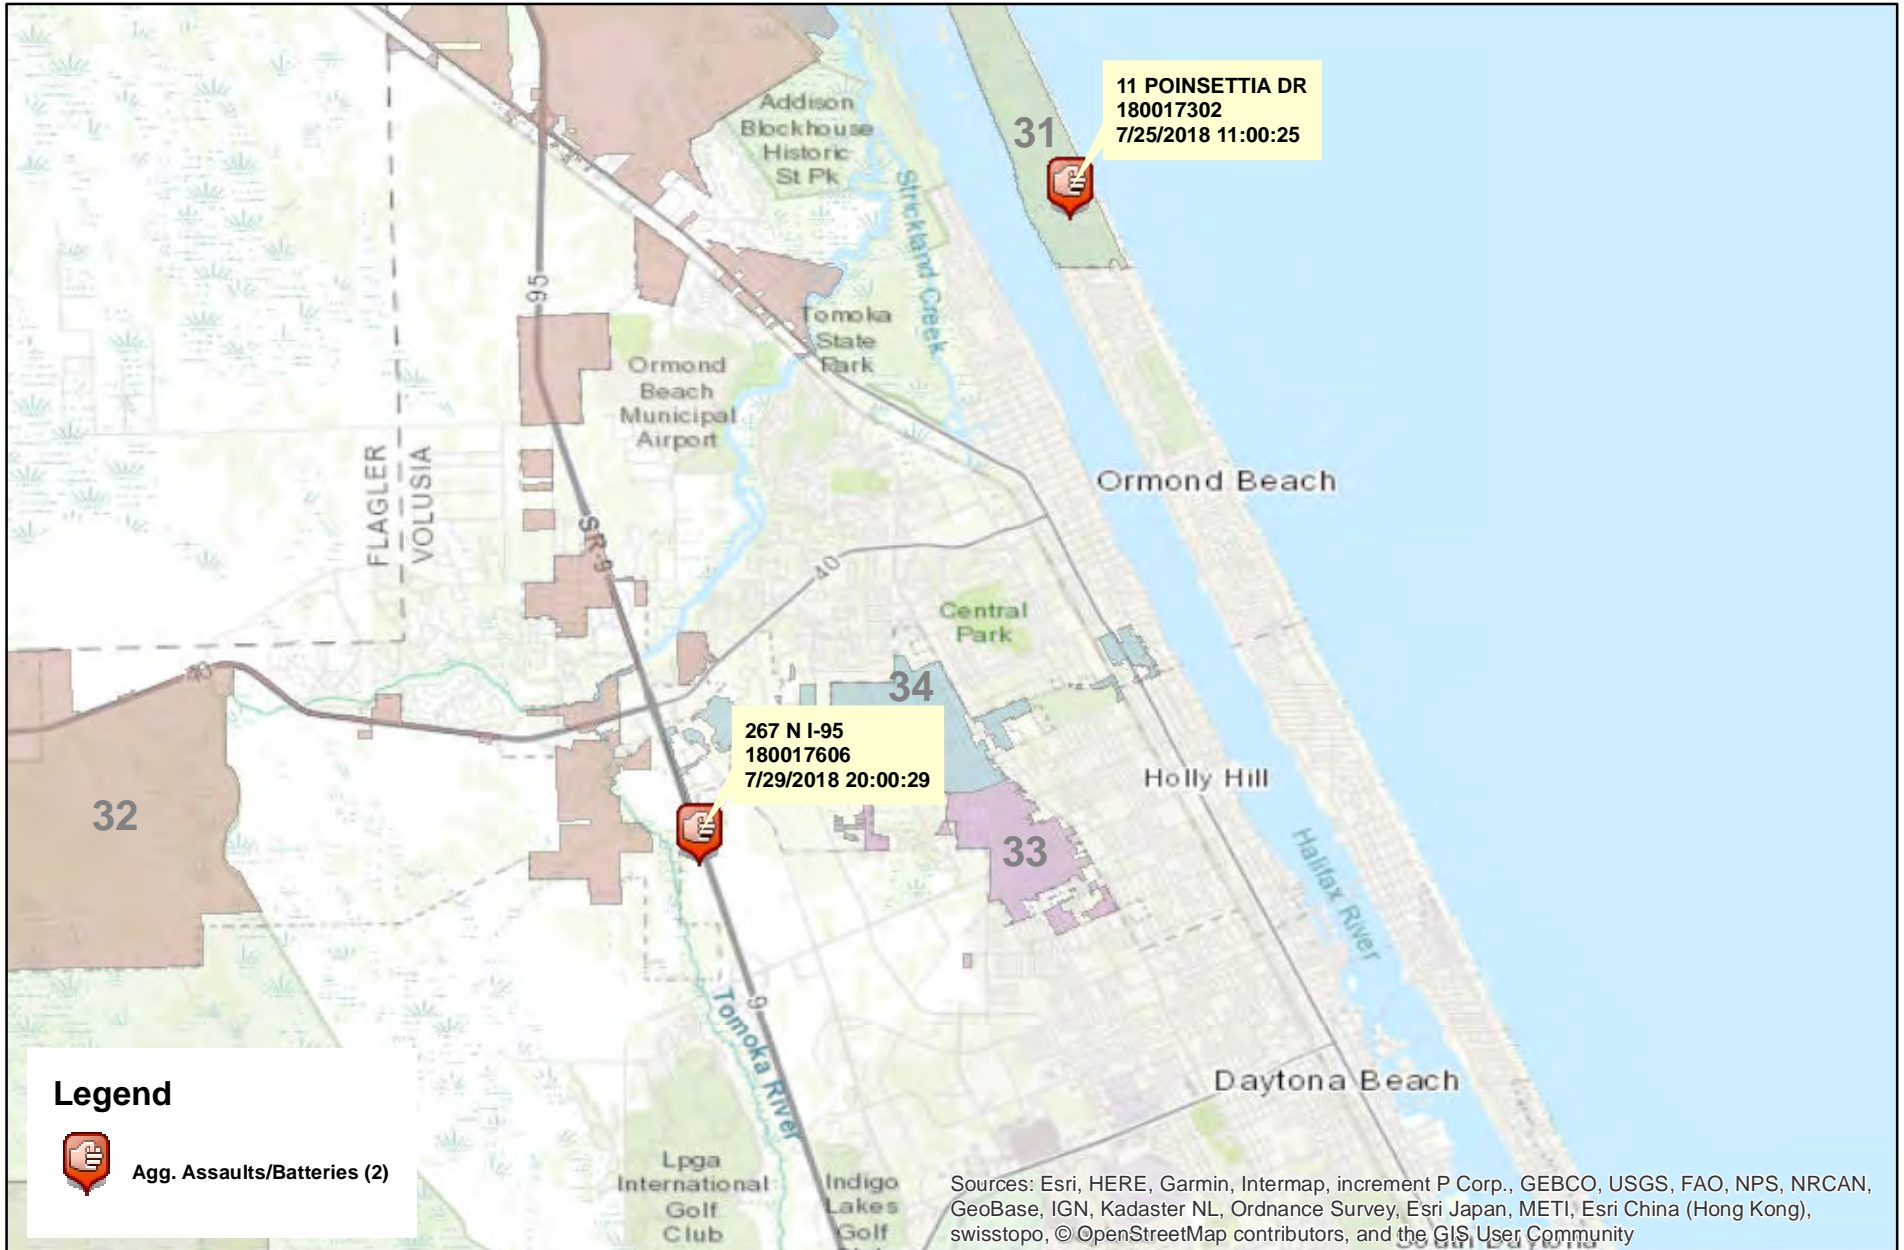 11 POINSETTIA DR
180017302
7/25/2018 11:00:25
31
Addison
Blockhouse
Historic
St Pk
Strickland Creek
95
Tomoka
State
Park
Ormond
Beach
Municipal
Airport
FLAGLER
VOLUSIA
SR-9
Ormond Beach
40
Central
Park
40
34
267 N I-95
180017606
7/29/2018 20:00:29
Holly Hill
32
33
Halifax River
9
Tomoka River
Daytona Beach
Legend
Agg. Assaults/Batteries (2)
Lpga
International
Golf
Club
Indigo
Lakes
Golf
Sources: Esri, HERE, Garmin, Intermap, increment P Corp., GEBCO, USGS, FAO, NPS, NRCAN,
GeoBase, IGN, Kadaster NL, Ordnance Survey, Esri Japan, METI, Esri China (Hong Kong),
swisstopo, © OpenStreetMap contributors, and the GIS User Community
South Daytona